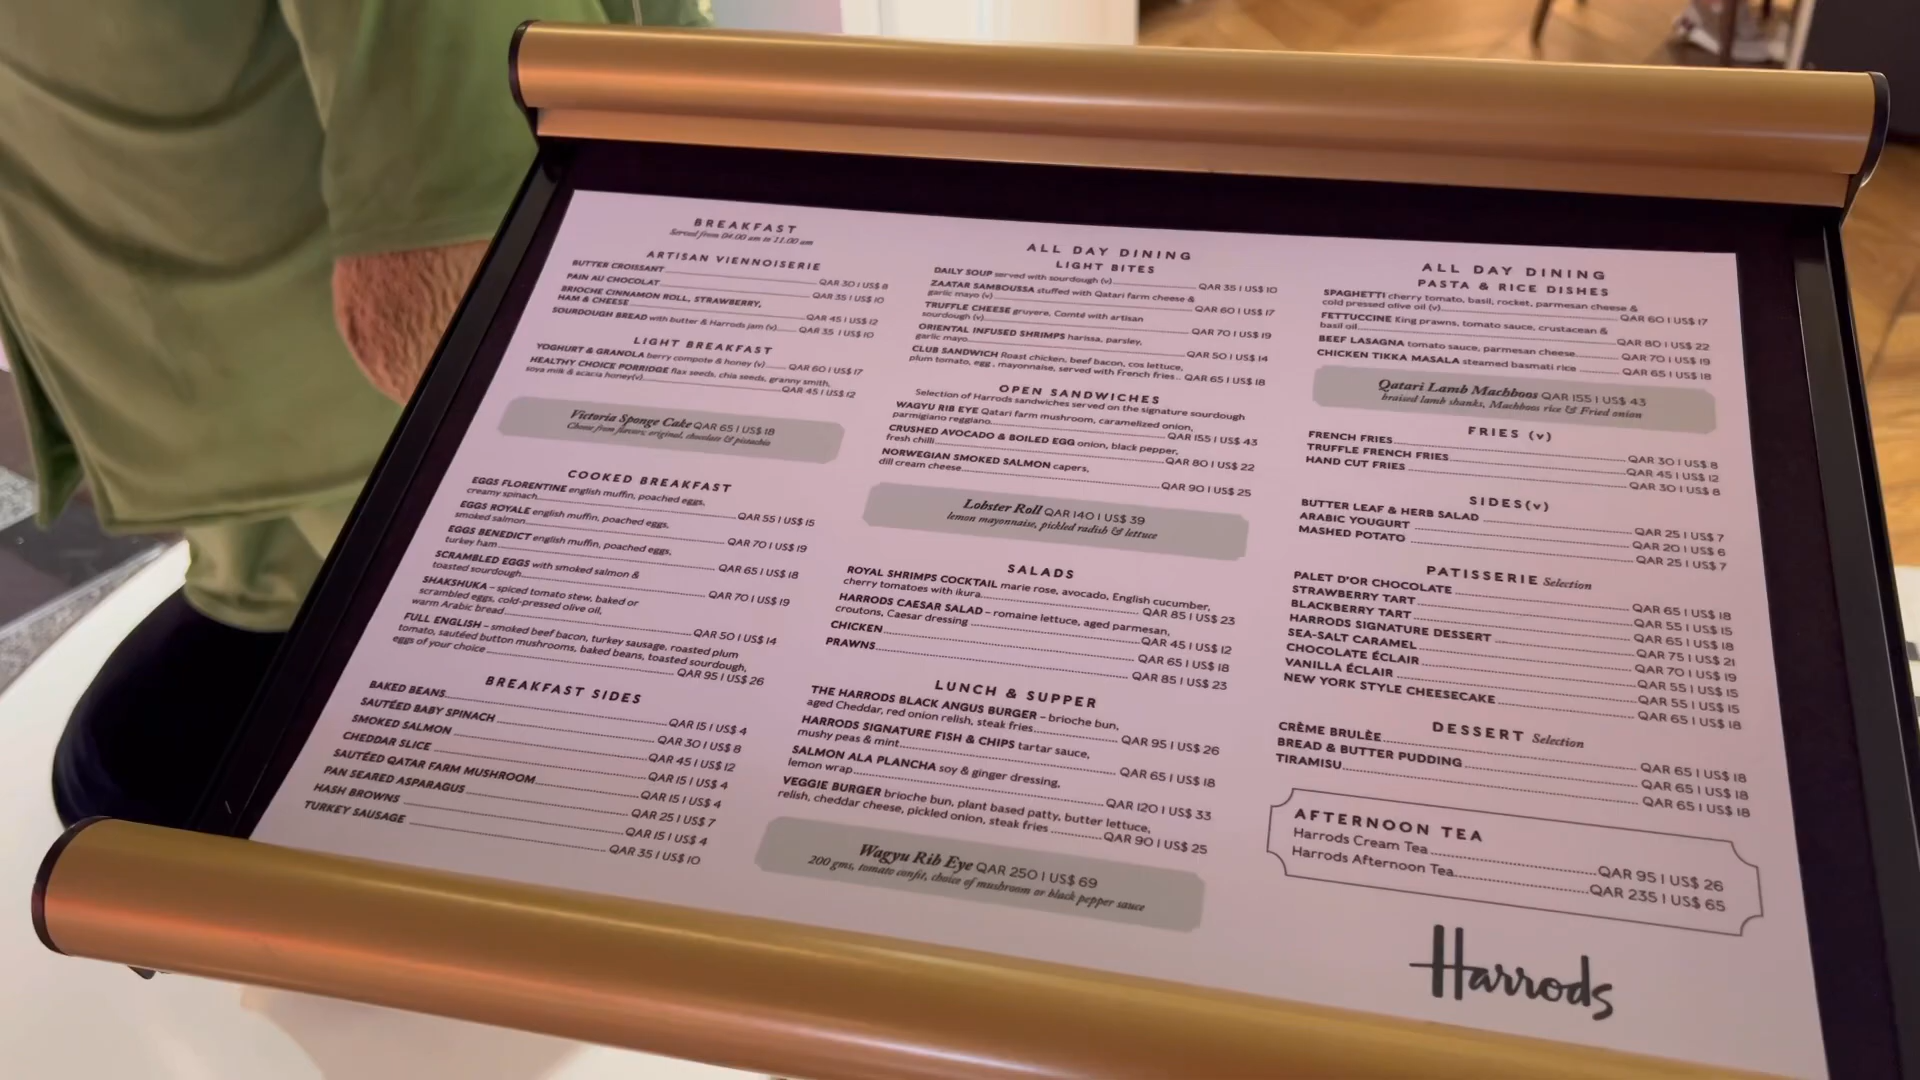 BREAKFAST
Served from 04.00 am to 11.00 am
ARTISAN VIENNOISERIE
BUTTER CROISSANT QAR 30 | US$ 8
PAIN AU CHOCOLAT QAR 35 | US$ 10
BRIOCHE CINNAMON ROLL, STRAWBERRY,
HAM & CHEESE QAR 45 | US$ 12
SOURDOUGH BREAD with butter & Harrods jam (v) QAR 35 | US$ 10
LIGHT BREAKFAST
YOGHURT & GRANOLA berry compote & honey (v) QAR 60 | US$ 17
HEALTHY CHOICE PORRIDGE flax seeds, chia seeds, granny smith,
soya milk & acacia honey(v) QAR 45 | US$ 12
Victoria Sponge Cake QAR 65 | US$ 18
Chose from flavors; original, chocolate & pistachio
COOKED BREAKFAST
EGGS FLORENTINE english muffin, poached eggs,
creamy spinach QAR 55 | US$ 15
EGGS ROYALE english muffin, poached eggs,
smoked salmon QAR 70 | US$ 19
EGGS BENEDICT english muffin, poached eggs,
turkey ham QAR 65 | US$ 18
SCRAMBLED EGGS with smoked salmon &
toasted sourdough QAR 70 | US$ 19
SHAKSHUKA – spiced tomato stew, baked or
scrambled eggs, cold-pressed olive oil,
warm Arabic bread QAR 50 | US$ 14
FULL ENGLISH – smoked beef bacon, turkey sausage, roasted plum
tomato, sautéed button mushrooms, baked beans, toasted sourdough,
eggs of your choice QAR 95 | US$ 26
BREAKFAST SIDES
BAKED BEANS QAR 15 | US$ 4
SAUTÉED BABY SPINACH QAR 30 | US$ 8
SMOKED SALMON QAR 45 | US$ 12
CHEDDAR SLICE QAR 15 | US$ 4
SAUTÉED QATAR FARM MUSHROOM QAR 15 | US$ 4
PAN SEARED ASPARAGUS QAR 25 | US$ 7
HASH BROWNS QAR 15 | US$ 4
TURKEY SAUSAGE QAR 35 | US$ 10
ALL DAY DINING
LIGHT BITES
DAILY SOUP served with sourdough (v) QAR 35 | US$ 10
ZAATAR SAMBOUSSA stuffed with Qatari farm cheese &
garlic mayo (v) QAR 60 | US$ 17
TRUFFLE CHEESE gruyere, Comté with artisan
sourdough (v) QAR 70 | US$ 19
ORIENTAL INFUSED SHRIMPS harissa, parsley,
garlic mayo QAR 50 | US$ 14
CLUB SANDWICH Roast chicken, beef bacon, cos lettuce,
plum tomato, egg , mayonnaise, served with French fries QAR 65 | US$ 18
OPEN SANDWICHES
Selection of Harrods sandwiches served on the signature sourdough
WAGYU RIB EYE Qatari farm mushroom, caramelized onion,
parmigiano reggiano QAR 155 | US$ 43
CRUSHED AVOCADO & BOILED EGG onion, black pepper,
fresh chilli QAR 80 | US$ 22
NORWEGIAN SMOKED SALMON capers,
dill cream cheese QAR 90 | US$ 25
Lobster Roll QAR 140 | US$ 39
lemon mayonnaise, pickled radish & lettuce
SALADS
ROYAL SHRIMPS COCKTAIL marie rose, avocado, English cucumber,
cherry tomatoes with ikura QAR 85 | US$ 23
HARRODS CAESAR SALAD – romaine lettuce, aged parmesan,
croutons, Caesar dressing QAR 45 | US$ 12
CHICKEN QAR 65 | US$ 18
PRAWNS QAR 85 | US$ 23
LUNCH & SUPPER
THE HARRODS BLACK ANGUS BURGER – brioche bun,
aged Cheddar, red onion relish, steak fries QAR 95 | US$ 26
HARRODS SIGNATURE FISH & CHIPS tartar sauce,
mushy peas & mint QAR 65 | US$ 18
SALMON ALA PLANCHA soy & ginger dressing,
lemon wrap QAR 120 | US$ 33
VEGGIE BURGER brioche bun, plant based patty, butter lettuce,
relish, cheddar cheese, pickled onion, steak fries QAR 90 | US$ 25
Wagyu Rib Eye QAR 250 | US$ 69
200 gms, tomato confit, choice of mushroom or black pepper sauce
ALL DAY DINING
PASTA & RICE DISHES
SPAGHETTI cherry tomato, basil, rocket, parmesan cheese &
cold pressed olive oil (v) QAR 60 | US$ 17
FETTUCCINE King prawns, tomato sauce, crustacean &
basil oil QAR 80 | US$ 22
BEEF LASAGNA tomato sauce, parmesan cheese QAR 70 | US$ 19
CHICKEN TIKKA MASALA steamed basmati rice QAR 65 | US$ 18
Qatari Lamb Machboos QAR 155 | US$ 43
braised lamb shanks, Machboos rice & Fried onion
FRIES (v)
FRENCH FRIES QAR 30 | US$ 8
TRUFFLE FRENCH FRIES QAR 45 | US$ 12
HAND CUT FRIES QAR 30 | US$ 8
SIDES(v)
BUTTER LEAF & HERB SALAD QAR 25 | US$ 7
ARABIC YOUGURT QAR 20 | US$ 6
MASHED POTATO QAR 25 | US$ 7
PATISSERIE Selection
PALET D'OR CHOCOLATE QAR 65 | US$ 18
STRAWBERRY TART QAR 55 | US$ 15
BLACKBERRY TART QAR 65 | US$ 18
HARRODS SIGNATURE DESSERT QAR 75 | US$ 21
SEA-SALT CARAMEL QAR 70 | US$ 19
CHOCOLATE ÉCLAIR QAR 55 | US$ 15
VANILLA ÉCLAIR QAR 55 | US$ 15
NEW YORK STYLE CHEESECAKE QAR 65 | US$ 18
DESSERT Selection
CRÈME BRULÈE QAR 65 | US$ 18
BREAD & BUTTER PUDDING QAR 65 | US$ 18
TIRAMISU QAR 65 | US$ 18
AFTERNOON TEA
Harrods Cream Tea QAR 95 | US$ 26
Harrods Afternoon Tea QAR 235 | US$ 65
Harrods